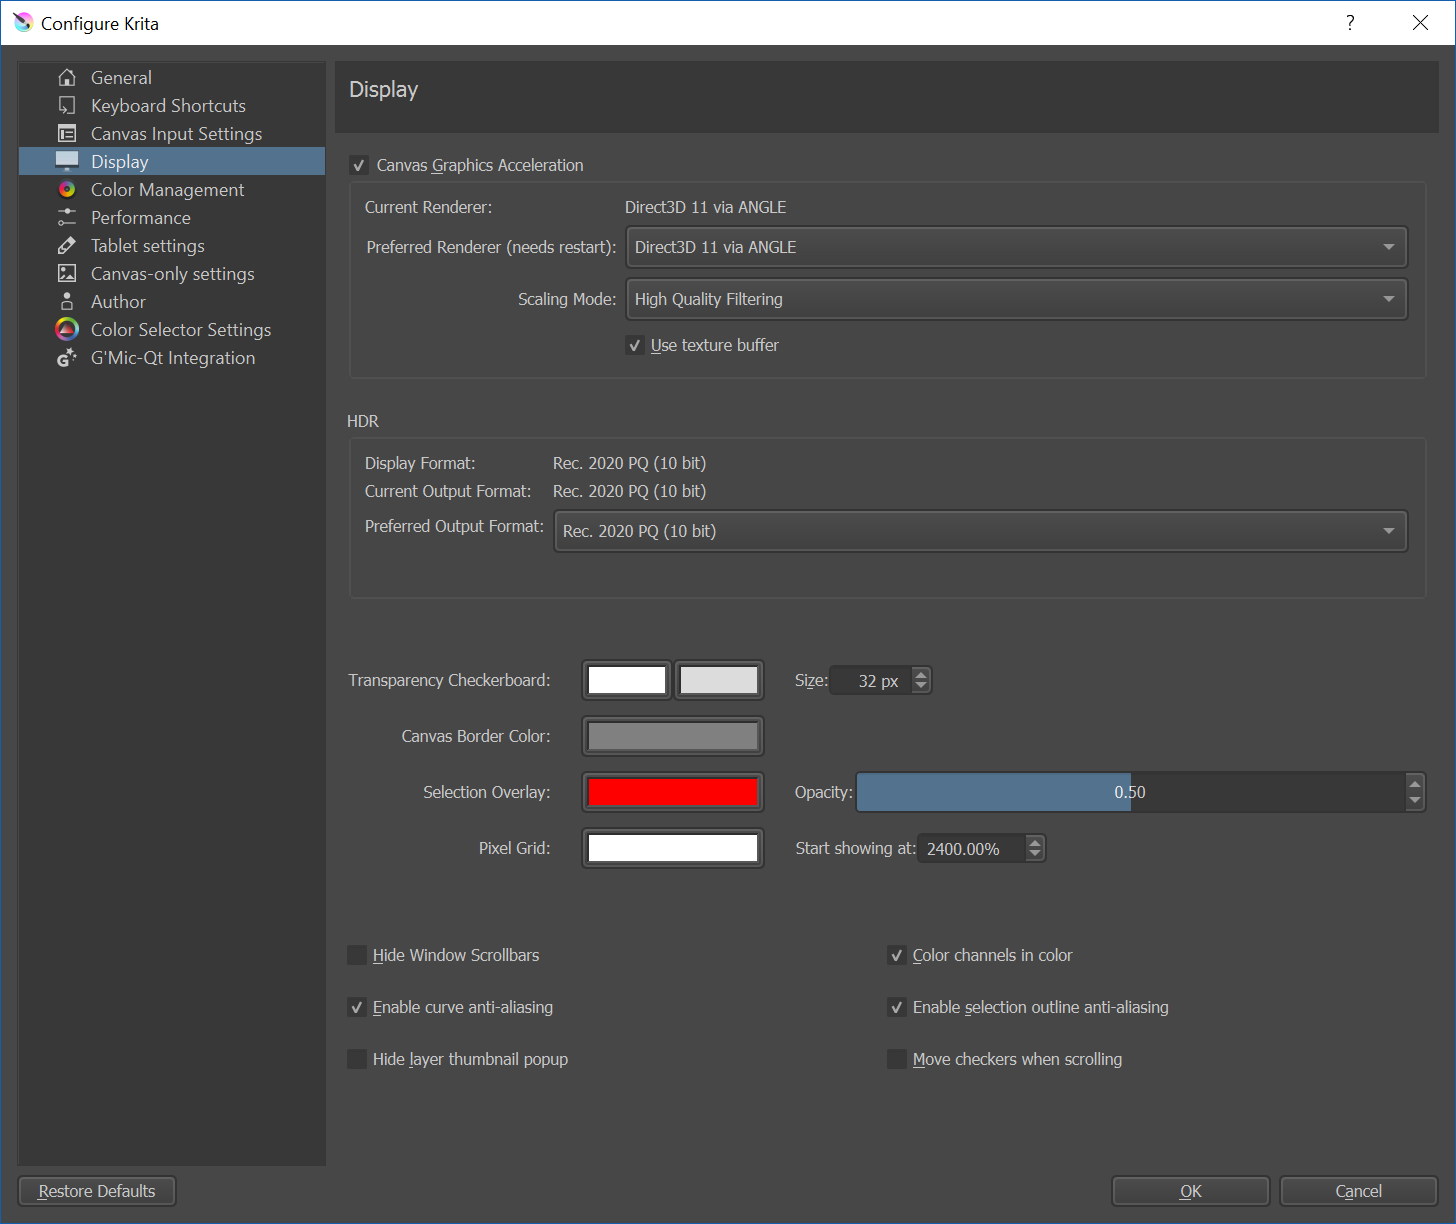 Configure Krita
?
General
Keyboard Shortcuts
Canvas Input Settings
Display
Color Management
Performance
Tablet settings
Canvas-only settings
Author
Color Selector Settings
G'Mic-Qt Integration
Display
Canvas Graphics Acceleration
Current Renderer: Direct3D 11 via ANGLE
Preferred Renderer (needs restart): Direct3D 11 via ANGLE
Scaling Mode: High Quality Filtering
Use texture buffer
HDR
Display Format: Rec. 2020 PQ (10 bit)
Current Output Format: Rec. 2020 PQ (10 bit)
Preferred Output Format: Rec. 2020 PQ (10 bit)
Transparency Checkerboard: Size: 32 px
Canvas Border Color:
Selection Overlay: Opacity: 0.50
Pixel Grid: Start showing at: 2400.00%
Hide Window Scrollbars Color channels in color
Enable curve anti-aliasing Enable selection outline anti-aliasing
Hide layer thumbnail popup Move checkers when scrolling
Restore Defaults OK Cancel